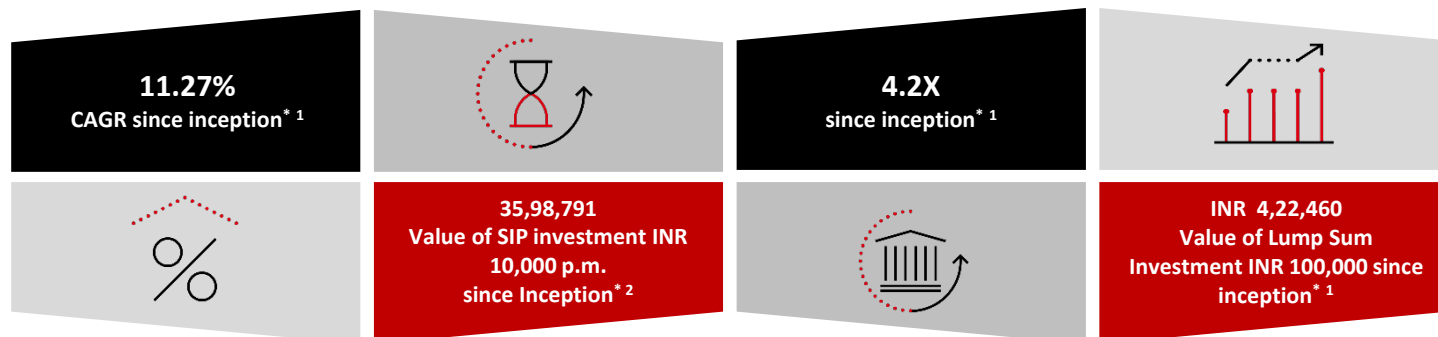 11.27%
CAGR since inception* 1
4.2X
since inception* 1
35,98,791
Value of SIP investment INR
10,000 p.m.
since Inception* 2
INR 4,22,460
Value of Lump Sum
Investment INR 100,000 since
inception* 1